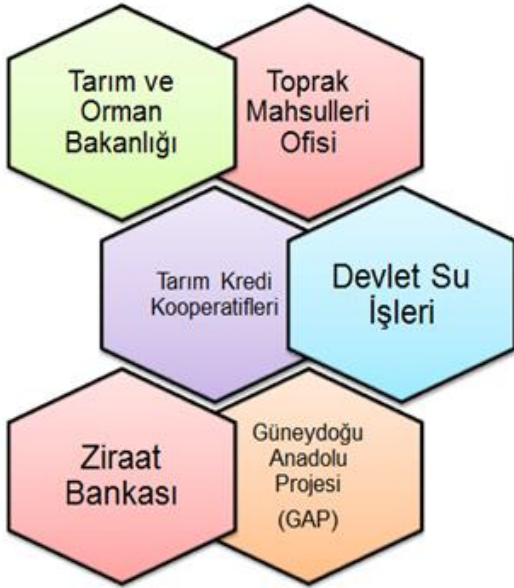 Tarım ve
Orman
Bakanlığı
Toprak
Mahsulleri
Ofisi
Tarım Kredi
Kooperatifleri
Devlet Su
İşleri
Ziraat
Bankası
Güneydoğu
Anadolu
Projesi
(GAP)